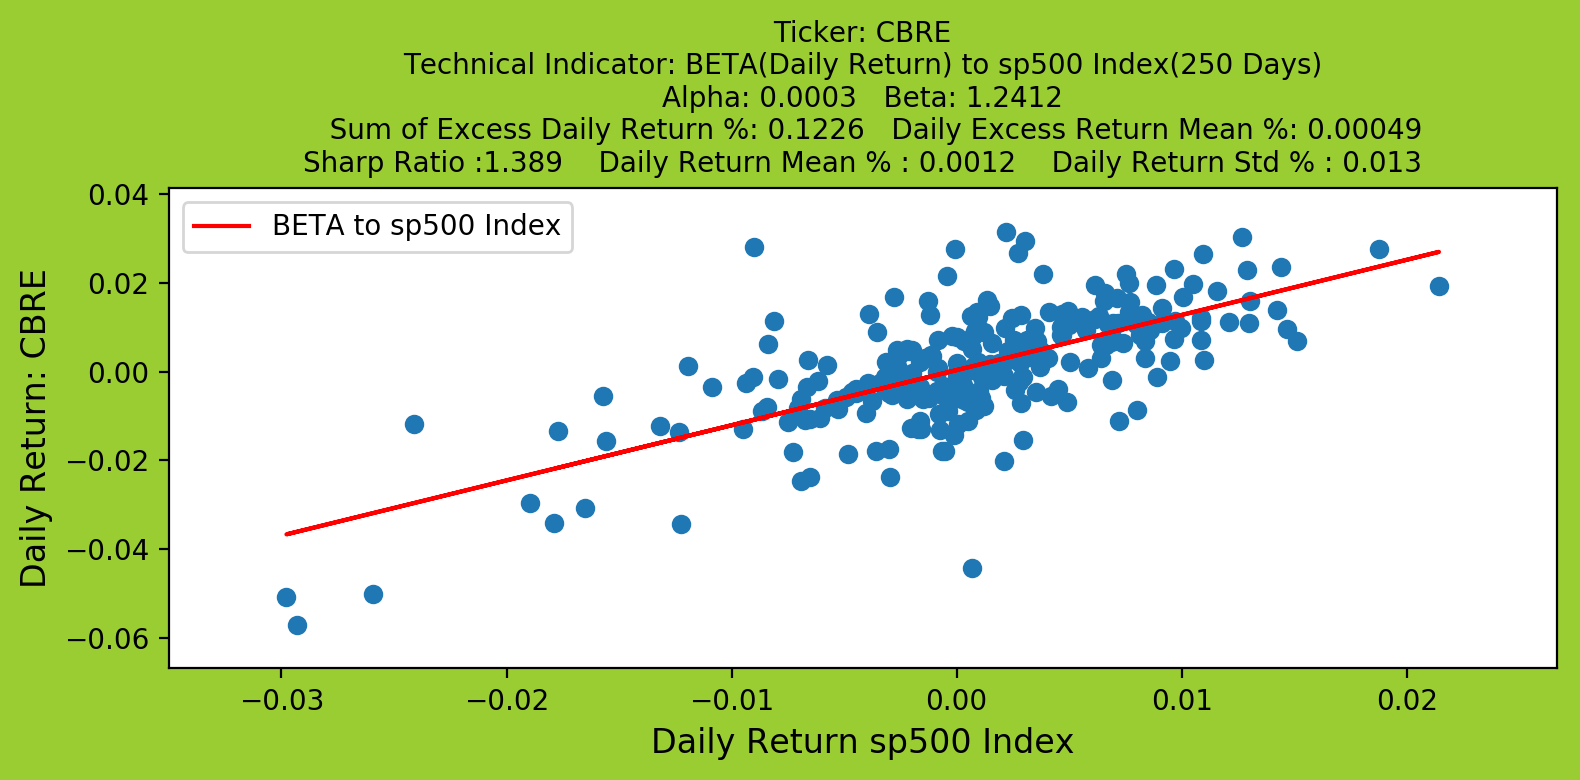 Ticker: CBRE
Technical Indicator: BETA(Daily Return) to sp500 Index(250 Days)
Alpha: 0.0003   Beta: 1.2412
Sum of Excess Daily Return %: 0.1226   Daily Excess Return Mean %: 0.00049
Sharp Ratio :1.389    Daily Return Mean % : 0.0012    Daily Return Std % : 0.013
BETA to sp500 Index
Daily Return: CBRE
0.04
0.02
0.00
−0.02
−0.04
−0.06
−0.03
−0.02
−0.01
0.00
0.01
0.02
Daily Return sp500 Index